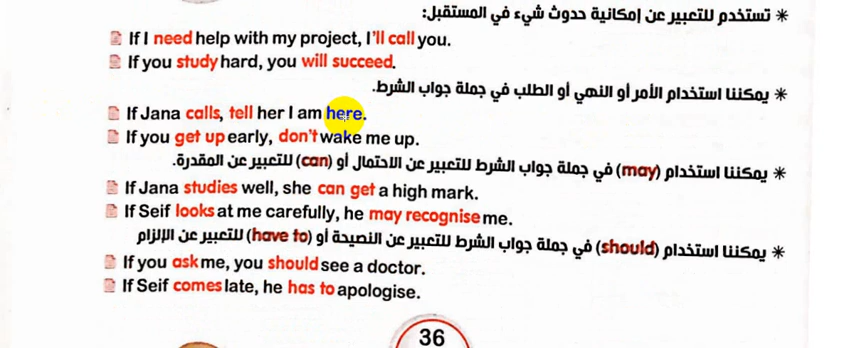 * تستخدم للتعبير عن إمكانية حدوث شيء في المستقبل:
If I need help with my project, I'll call you.
If you study hard, you will succeed.
* يمكننا استخدام الأمر أو النهي أو الطلب في جملة جواب الشرط.
If Jana calls, tell her I am here.
If you get up early, don't wake me up.
* يمكننا استخدام (may) في جملة جواب الشرط للتعبير عن الاحتمال أو (can) للتعبير عن المقدرة.
If Jana studies well, she can get a high mark.
If Seif looks at me carefully, he may recognise me.
* يمكننا استخدام (should) في جملة جواب الشرط للتعبير عن النصيحة أو (have to) للتعبير عن الإلزام
If you ask me, you should see a doctor.
If Seif comes late, he has to apologise.
36